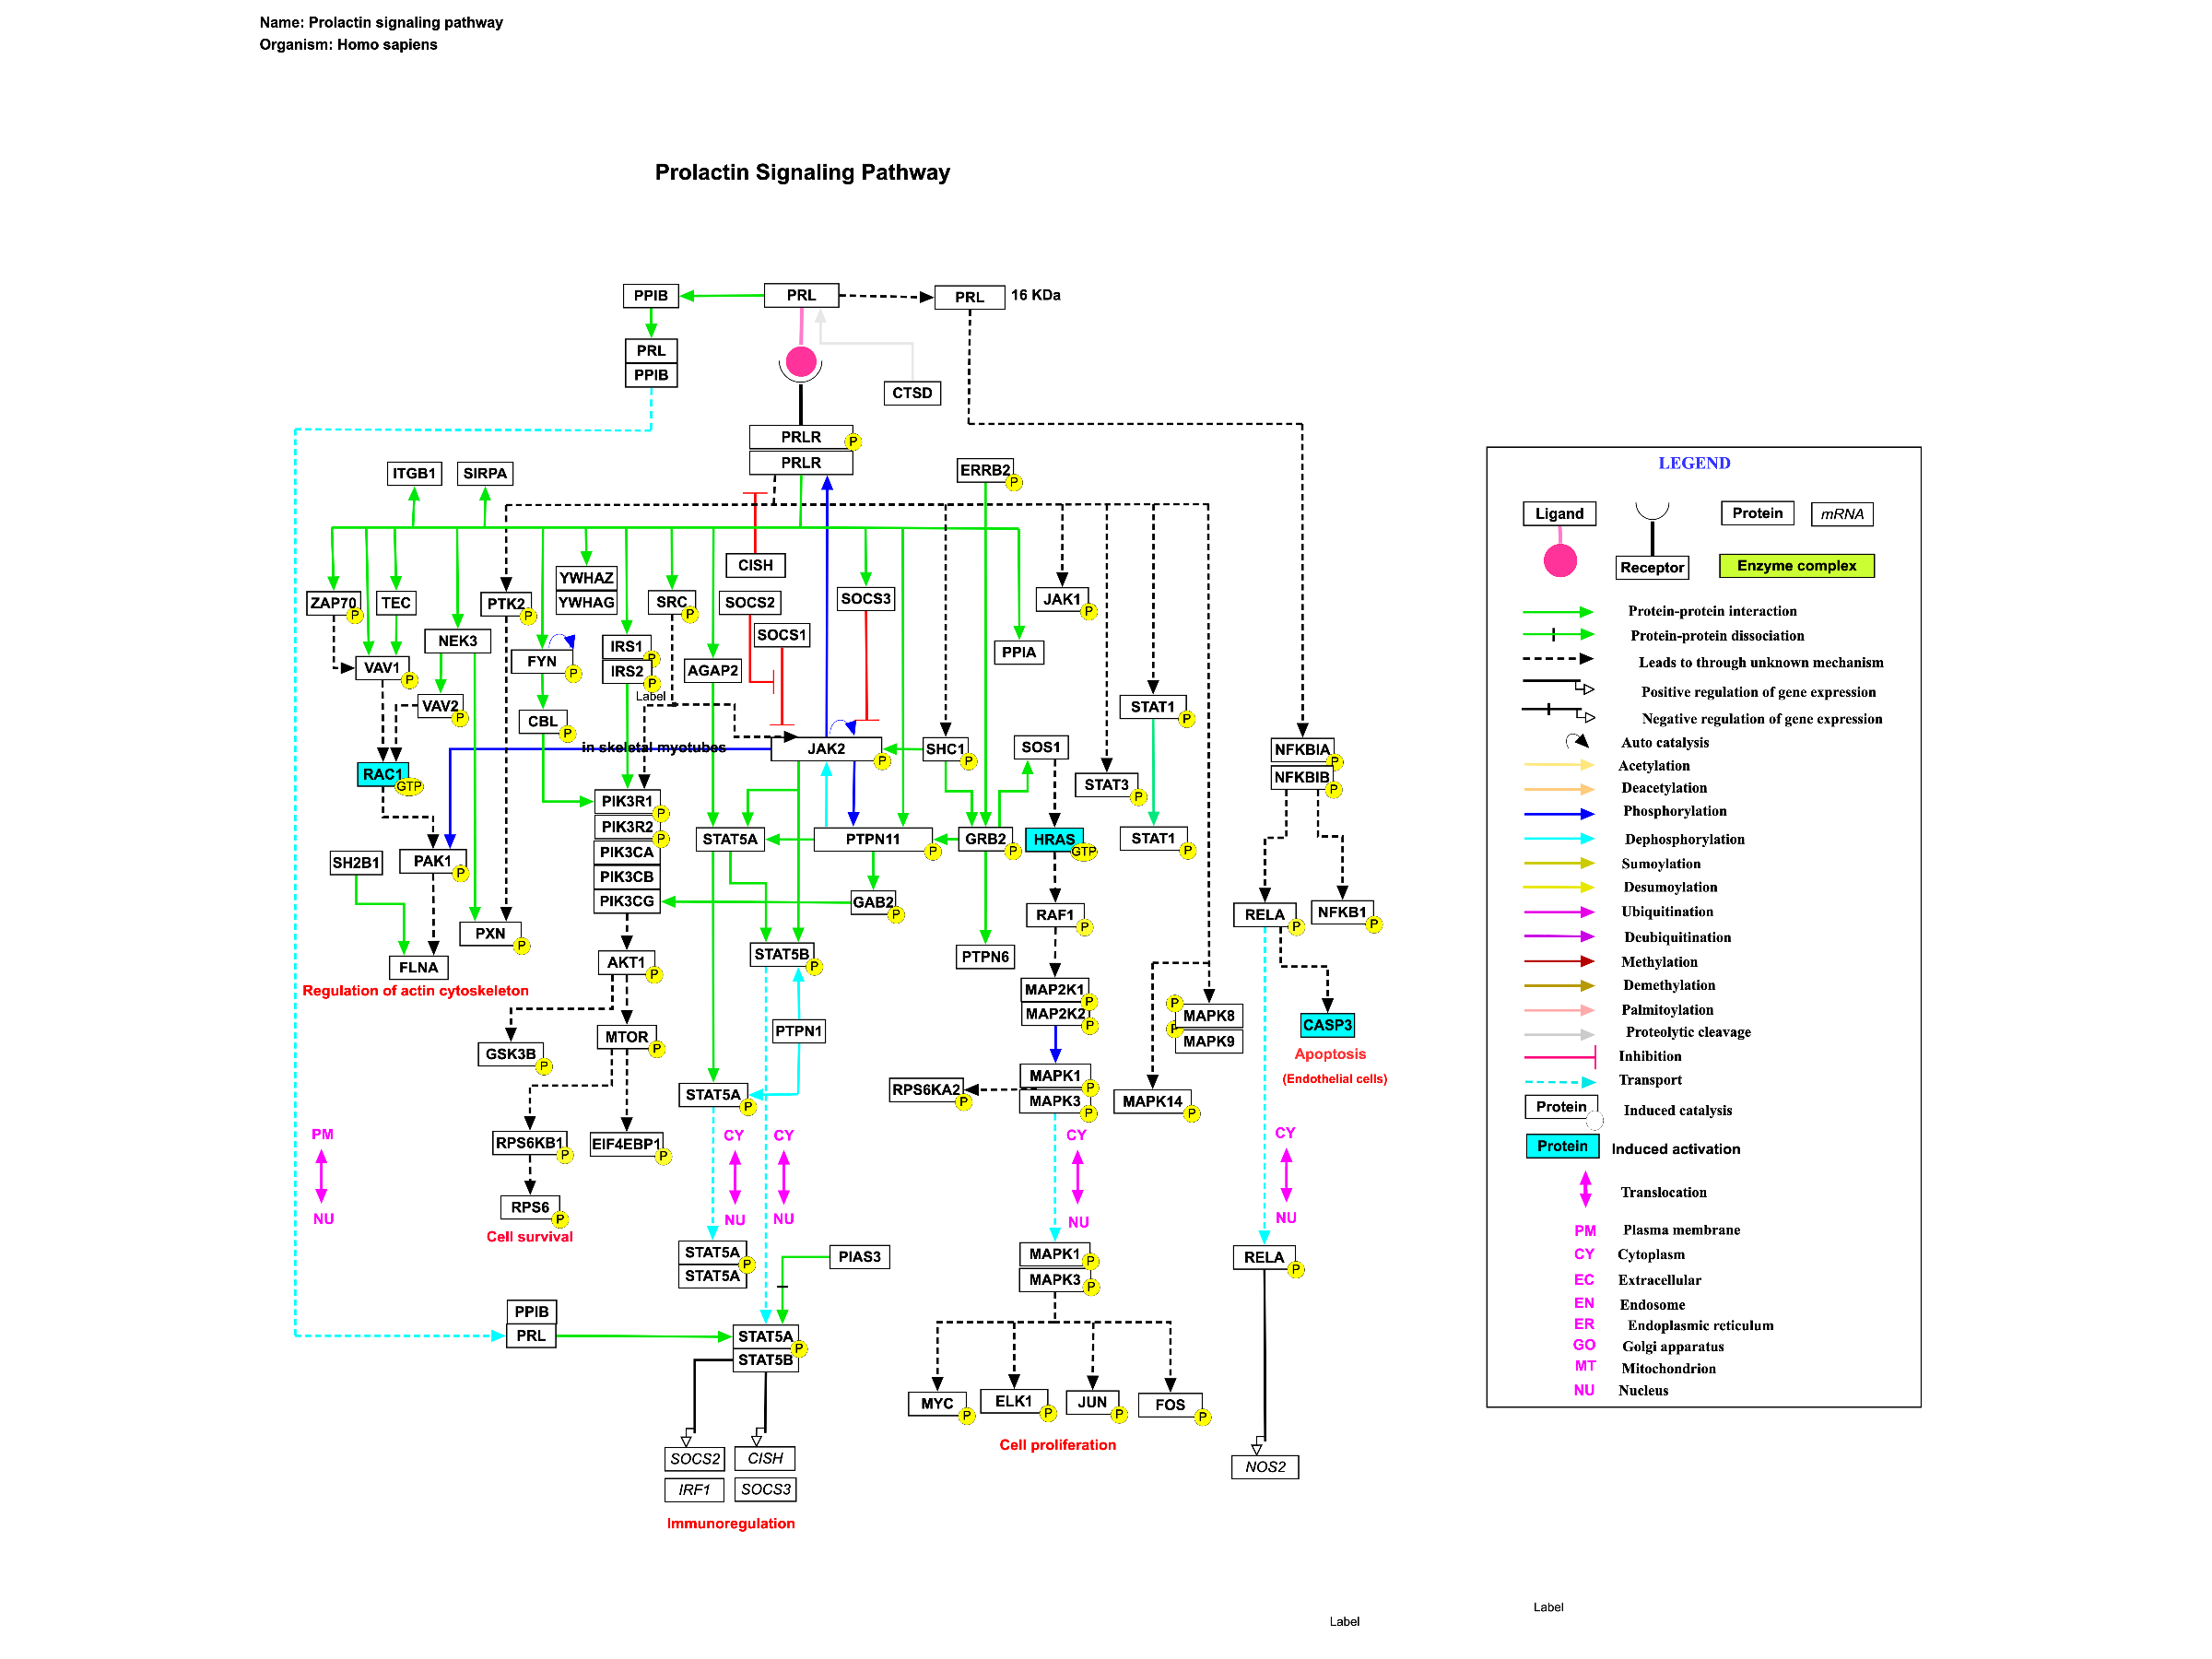 Name: Prolactin signaling pathway
Organism: Homo sapiens
Prolactin Signaling Pathway
PPIB
PRL
PRL
16 KDa
PRL
PPIB
CTSD
PRLR
P
PRLR
ITGB1
SIRPA
ERRB2
P
CISH
YWHAZ
YWHAG
ZAP70
P
TEC
PTK2
P
SRC
P
SOCS2
SOCS3
JAK1
P
SOCS1
NEK3
IRS1
P
IRS2
P
Label
FYN
P
VAV1
P
AGAP2
PPIA
VAV2
P
CBL
P
STAT1
P
in skeletal myotubes
JAK2
P
SHC1
P
SOS1
NFKBIA
P
NFKBIB
P
RAC1
GTP
STAT3
P
PIK3R1
P
PIK3R2
P
PIK3CA
PIK3CB
PIK3CG
STAT5A
PTPN11
P
GRB2
P
HRAS
GTP
STAT1
P
SH2B1
PAK1
P
GAB2
P
RAF1
P
RELA
P
NFKB1
P
PXN
P
FLNA
AKT1
P
STAT5B
P
PTPN6
Regulation of actin cytoskeleton
MAP2K1
P
MAP2K2
P
P
MAPK8
P
MAPK9
CASP3
Apoptosis
(Endothelial cells)
PTPN1
MTOR
P
GSK3B
P
MAPK1
P
MAPK3
P
RPS6KA2
P
MAPK14
P
STAT5A
P
PM
NU
RPS6KB1
P
EIF4EBP1
P
CY
NU
CY
NU
CY
NU
CY
NU
RPS6
P
Cell survival
STAT5A
P
STAT5A
PIAS3
MAPK1
P
MAPK3
P
RELA
P
PPIB
PRL
STAT5A
P
STAT5B
MYC
P
ELK1
P
JUN
P
FOS
P
Cell proliferation
SOCS2
CISH
IRF1
SOCS3
NOS2
Immunoregulation
LEGEND
Ligand
Receptor
Protein
mRNA
Enzyme complex
Protein-protein interaction
Protein-protein dissociation
Leads to through unknown mechanism
Positive regulation of gene expression
Negative regulation of gene expression
Auto catalysis
Acetylation
Deacetylation
Phosphorylation
Dephosphorylation
Sumoylation
Desumoylation
Ubiquitination
Deubiquitination
Methylation
Demethylation
Palmitoylation
Proteolytic cleavage
Inhibition
Transport
Protein
Induced catalysis
Protein
Induced activation
Translocation
PM Plasma membrane
CY Cytoplasm
EC Extracellular
EN Endosome
ER Endoplasmic reticulum
GO Golgi apparatus
MT Mitochondrion
NU Nucleus
Label
Label